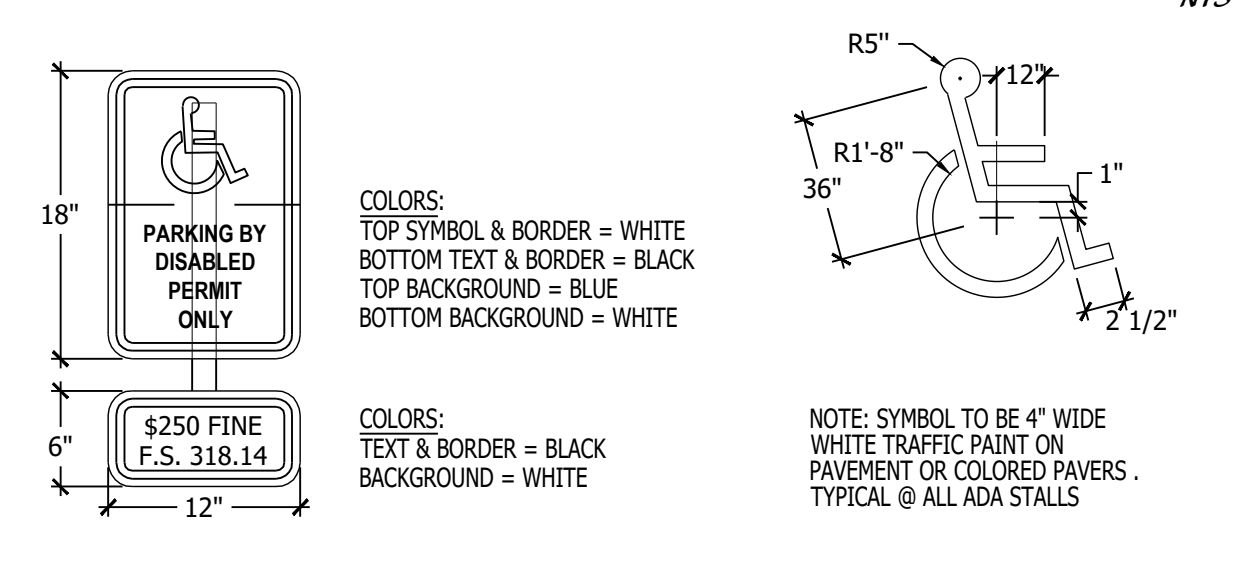 NTS
18"
PARKING BY
DISABLED
PERMIT
ONLY
6"
$250 FINE
F.S. 318.14
12"
COLORS:
TOP SYMBOL & BORDER = WHITE
BOTTOM TEXT & BORDER = BLACK
TOP BACKGROUND = BLUE
BOTTOM BACKGROUND = WHITE
COLORS:
TEXT & BORDER = BLACK
BACKGROUND = WHITE
R5"
12"
R1'-8"
36"
1"
2 1/2"
NOTE: SYMBOL TO BE 4" WIDE
WHITE TRAFFIC PAINT ON
PAVEMENT OR COLORED PAVERS .
TYPICAL @ ALL ADA STALLS